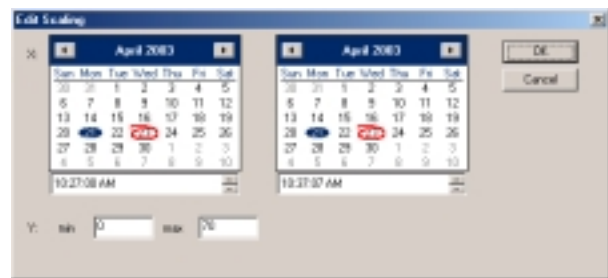 Edit Scaling
X:
April 2003
Sun Mon Tue Wed Thu Fri Sat
30 31 1 2 3 4 5
6 7 8 9 10 11 12
13 14 15 16 17 18 19
20 21 22 23 24 25 26
27 28 29 30 1 2 3
4 5 6 7 8 9 10
10:27:00 AM
April 2003
Sun Mon Tue Wed Thu Fri Sat
30 31 1 2 3 4 5
6 7 8 9 10 11 12
13 14 15 16 17 18 19
20 21 22 23 24 25 26
27 28 29 30 1 2 3
4 5 6 7 8 9 10
10:37:07 AM
OK
Cancel
Y: min 0 max 70